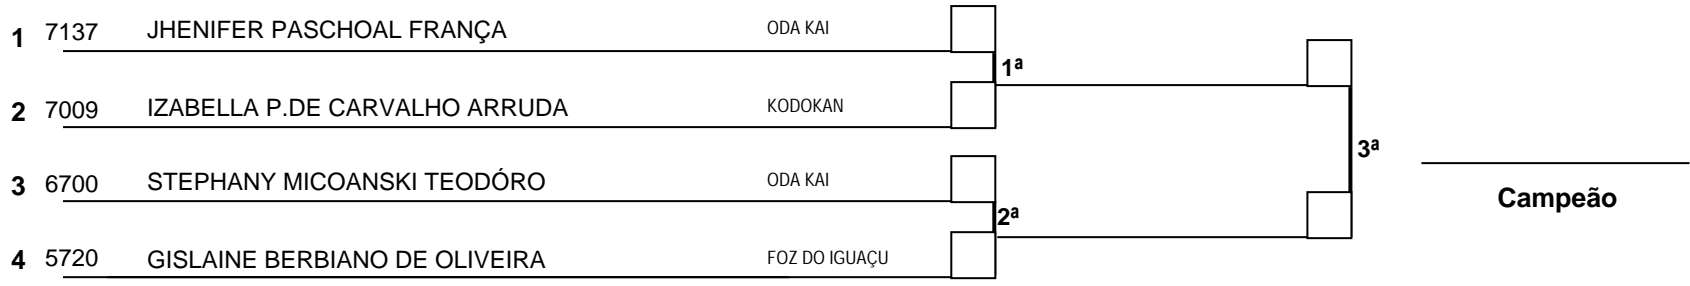 1 7137 JHENIFER PASCHOAL FRANÇA ODA KAI
1ª
2 7009 IZABELLA P.DE CARVALHO ARRUDA KODOKAN
3ª
3 6700 STEPHANY MICOANSKI TEODÓRO ODA KAI
Campeão
2ª
4 5720 GISLAINE BERBIANO DE OLIVEIRA FOZ DO IGUAÇU